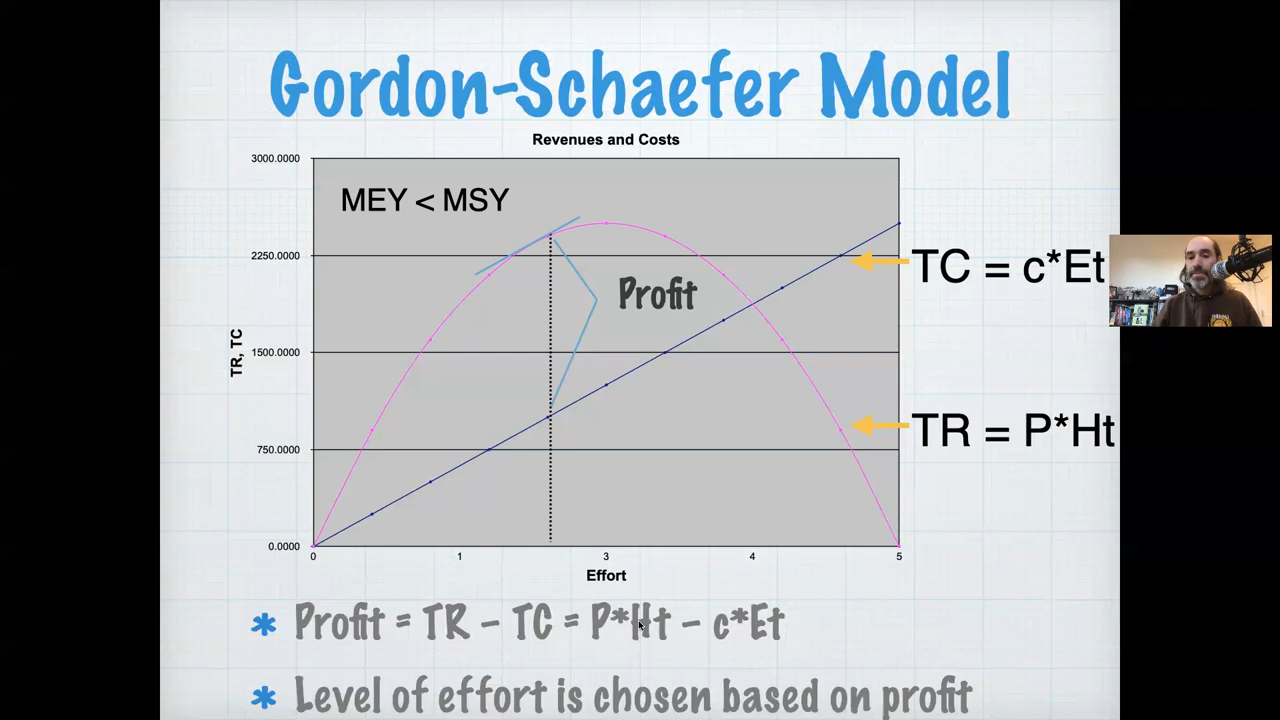 Gordon-Schaefer Model
Revenues and Costs
3000.0000
MEY < MSY
2250.0000
TC = c*Et
Profit
TR, TC
1500.0000
TR = P*Ht
750.0000
0.0000
0 1 3 4 5
Effort
* Profit = TR - TC = P*Ht - c*Et
* Level of effort is chosen based on profit